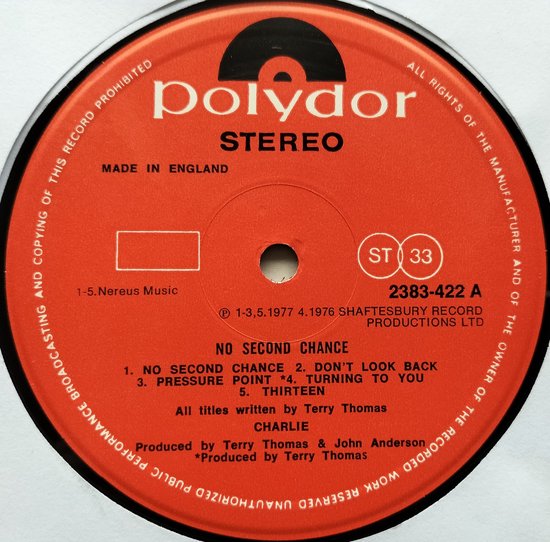 polydor
STEREO
MADE IN ENGLAND
ST 33
1-5. Nereus Music
2383-422 A
℗ 1-3,5.1977 4.1976 SHAFTESBURY RECORD
PRODUCTIONS LTD
NO SECOND CHANCE
1. NO SECOND CHANCE 2. DON'T LOOK BACK
3. PRESSURE POINT *4. TURNING TO YOU
5. THIRTEEN
All titles written by Terry Thomas
CHARLIE
Produced by Terry Thomas & John Anderson
*Produced by Terry Thomas
ALL RIGHTS OF THE MANUFACTURER AND OF THE OWNER OF THE RECORDED WORK RESERVED UNAUTHORIZED PUBLIC PERFORMANCE BROADCASTING AND COPYING OF THIS RECORD PROHIBITED